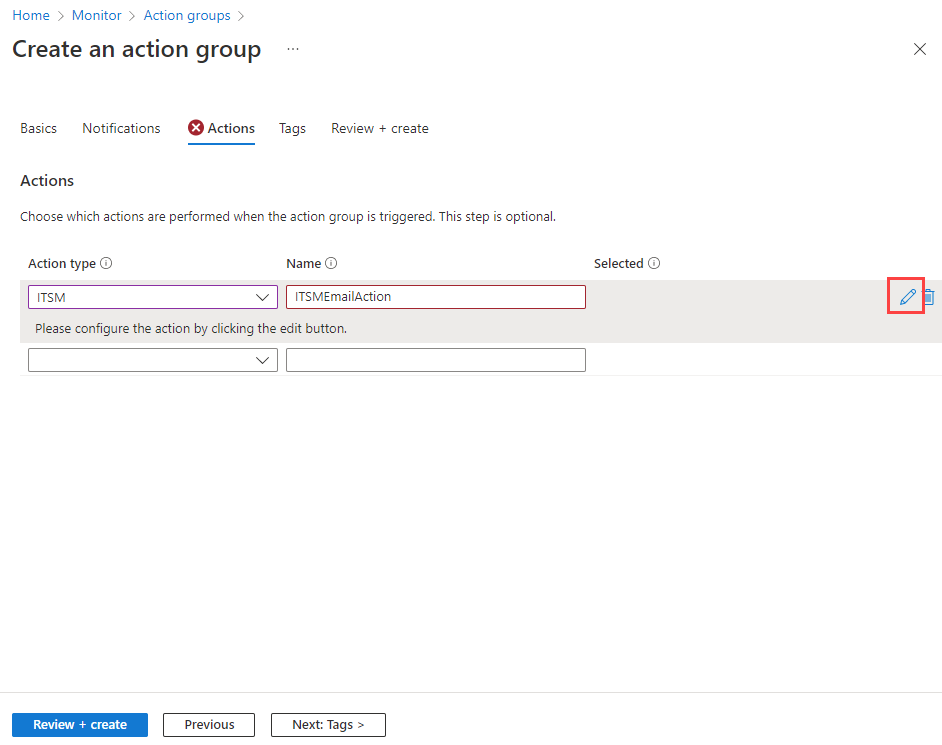 Home > Monitor > Action groups >
Create an action group ...
Basics Notifications Actions Tags Review + create
Actions
Choose which actions are performed when the action group is triggered. This step is optional.
Action type Name Selected
ITSM ITSMEmailAction
Please configure the action by clicking the edit button.
Review + create Previous Next: Tags >